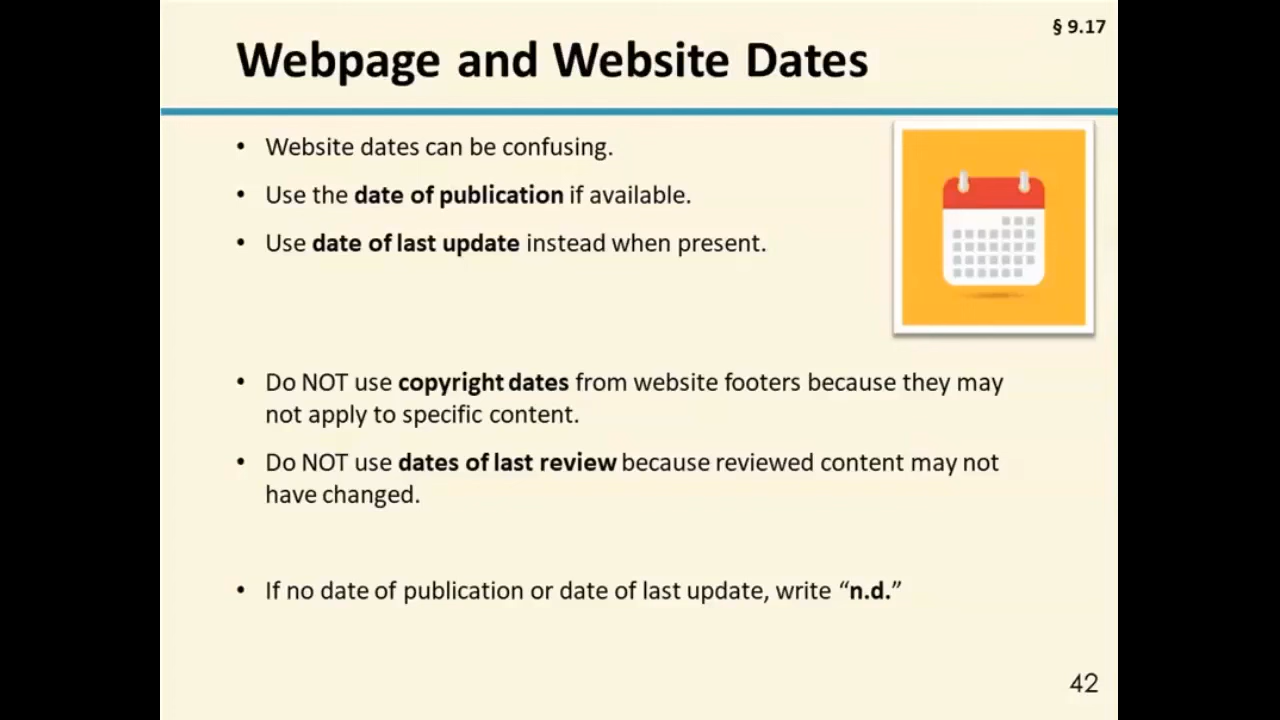 § 9.17
Webpage and Website Dates
• Website dates can be confusing.
• Use the date of publication if available.
• Use date of last update instead when present.
• Do NOT use copyright dates from website footers because they may
not apply to specific content.
• Do NOT use dates of last review because reviewed content may not
have changed.
• If no date of publication or date of last update, write “n.d.”
42